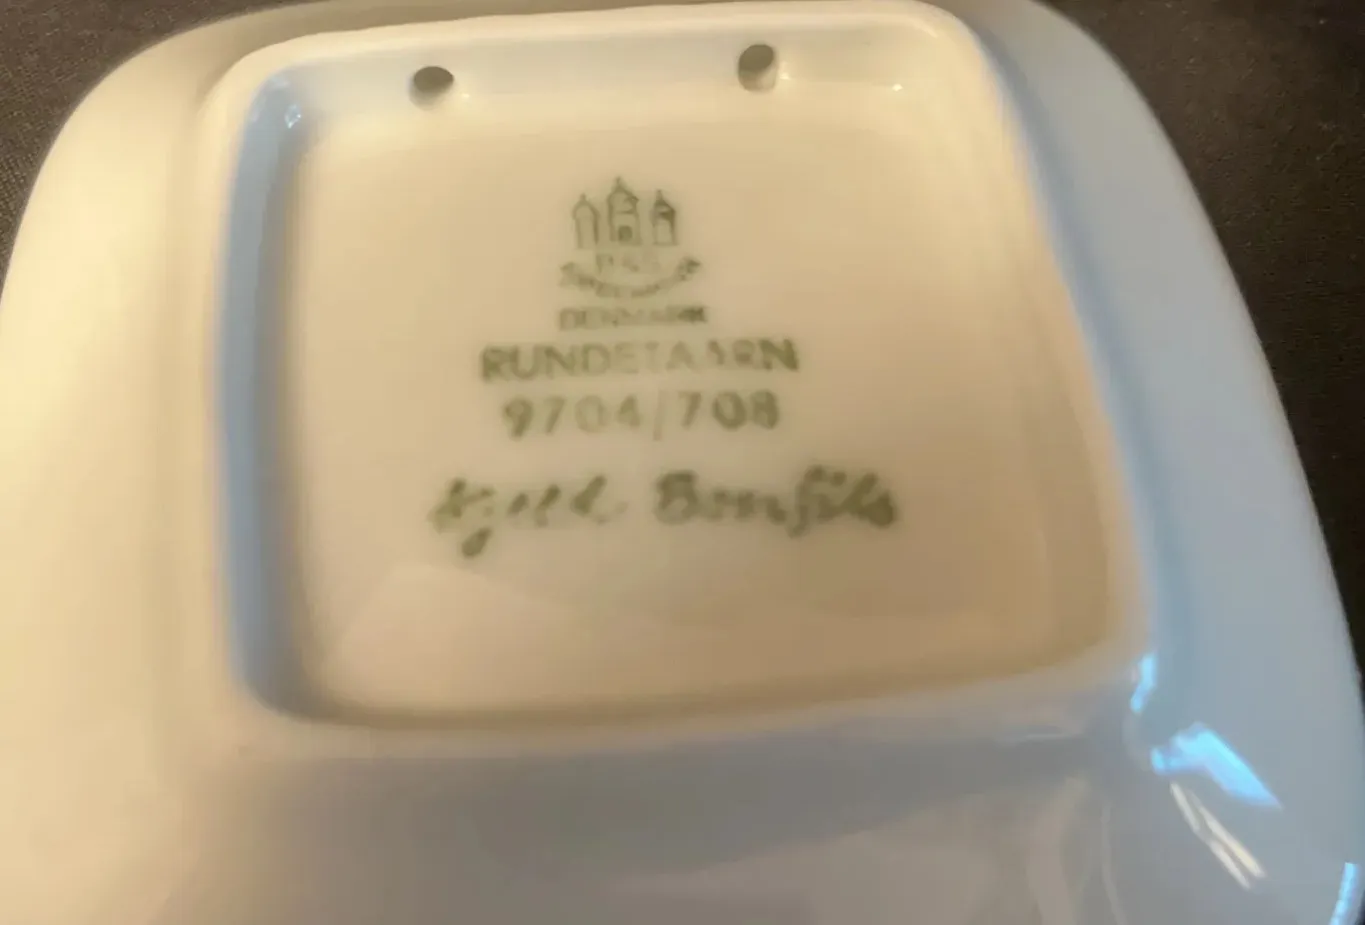 B&G
DENMARK
RUNDETAARN
9704/708
Kjeld Bonfils